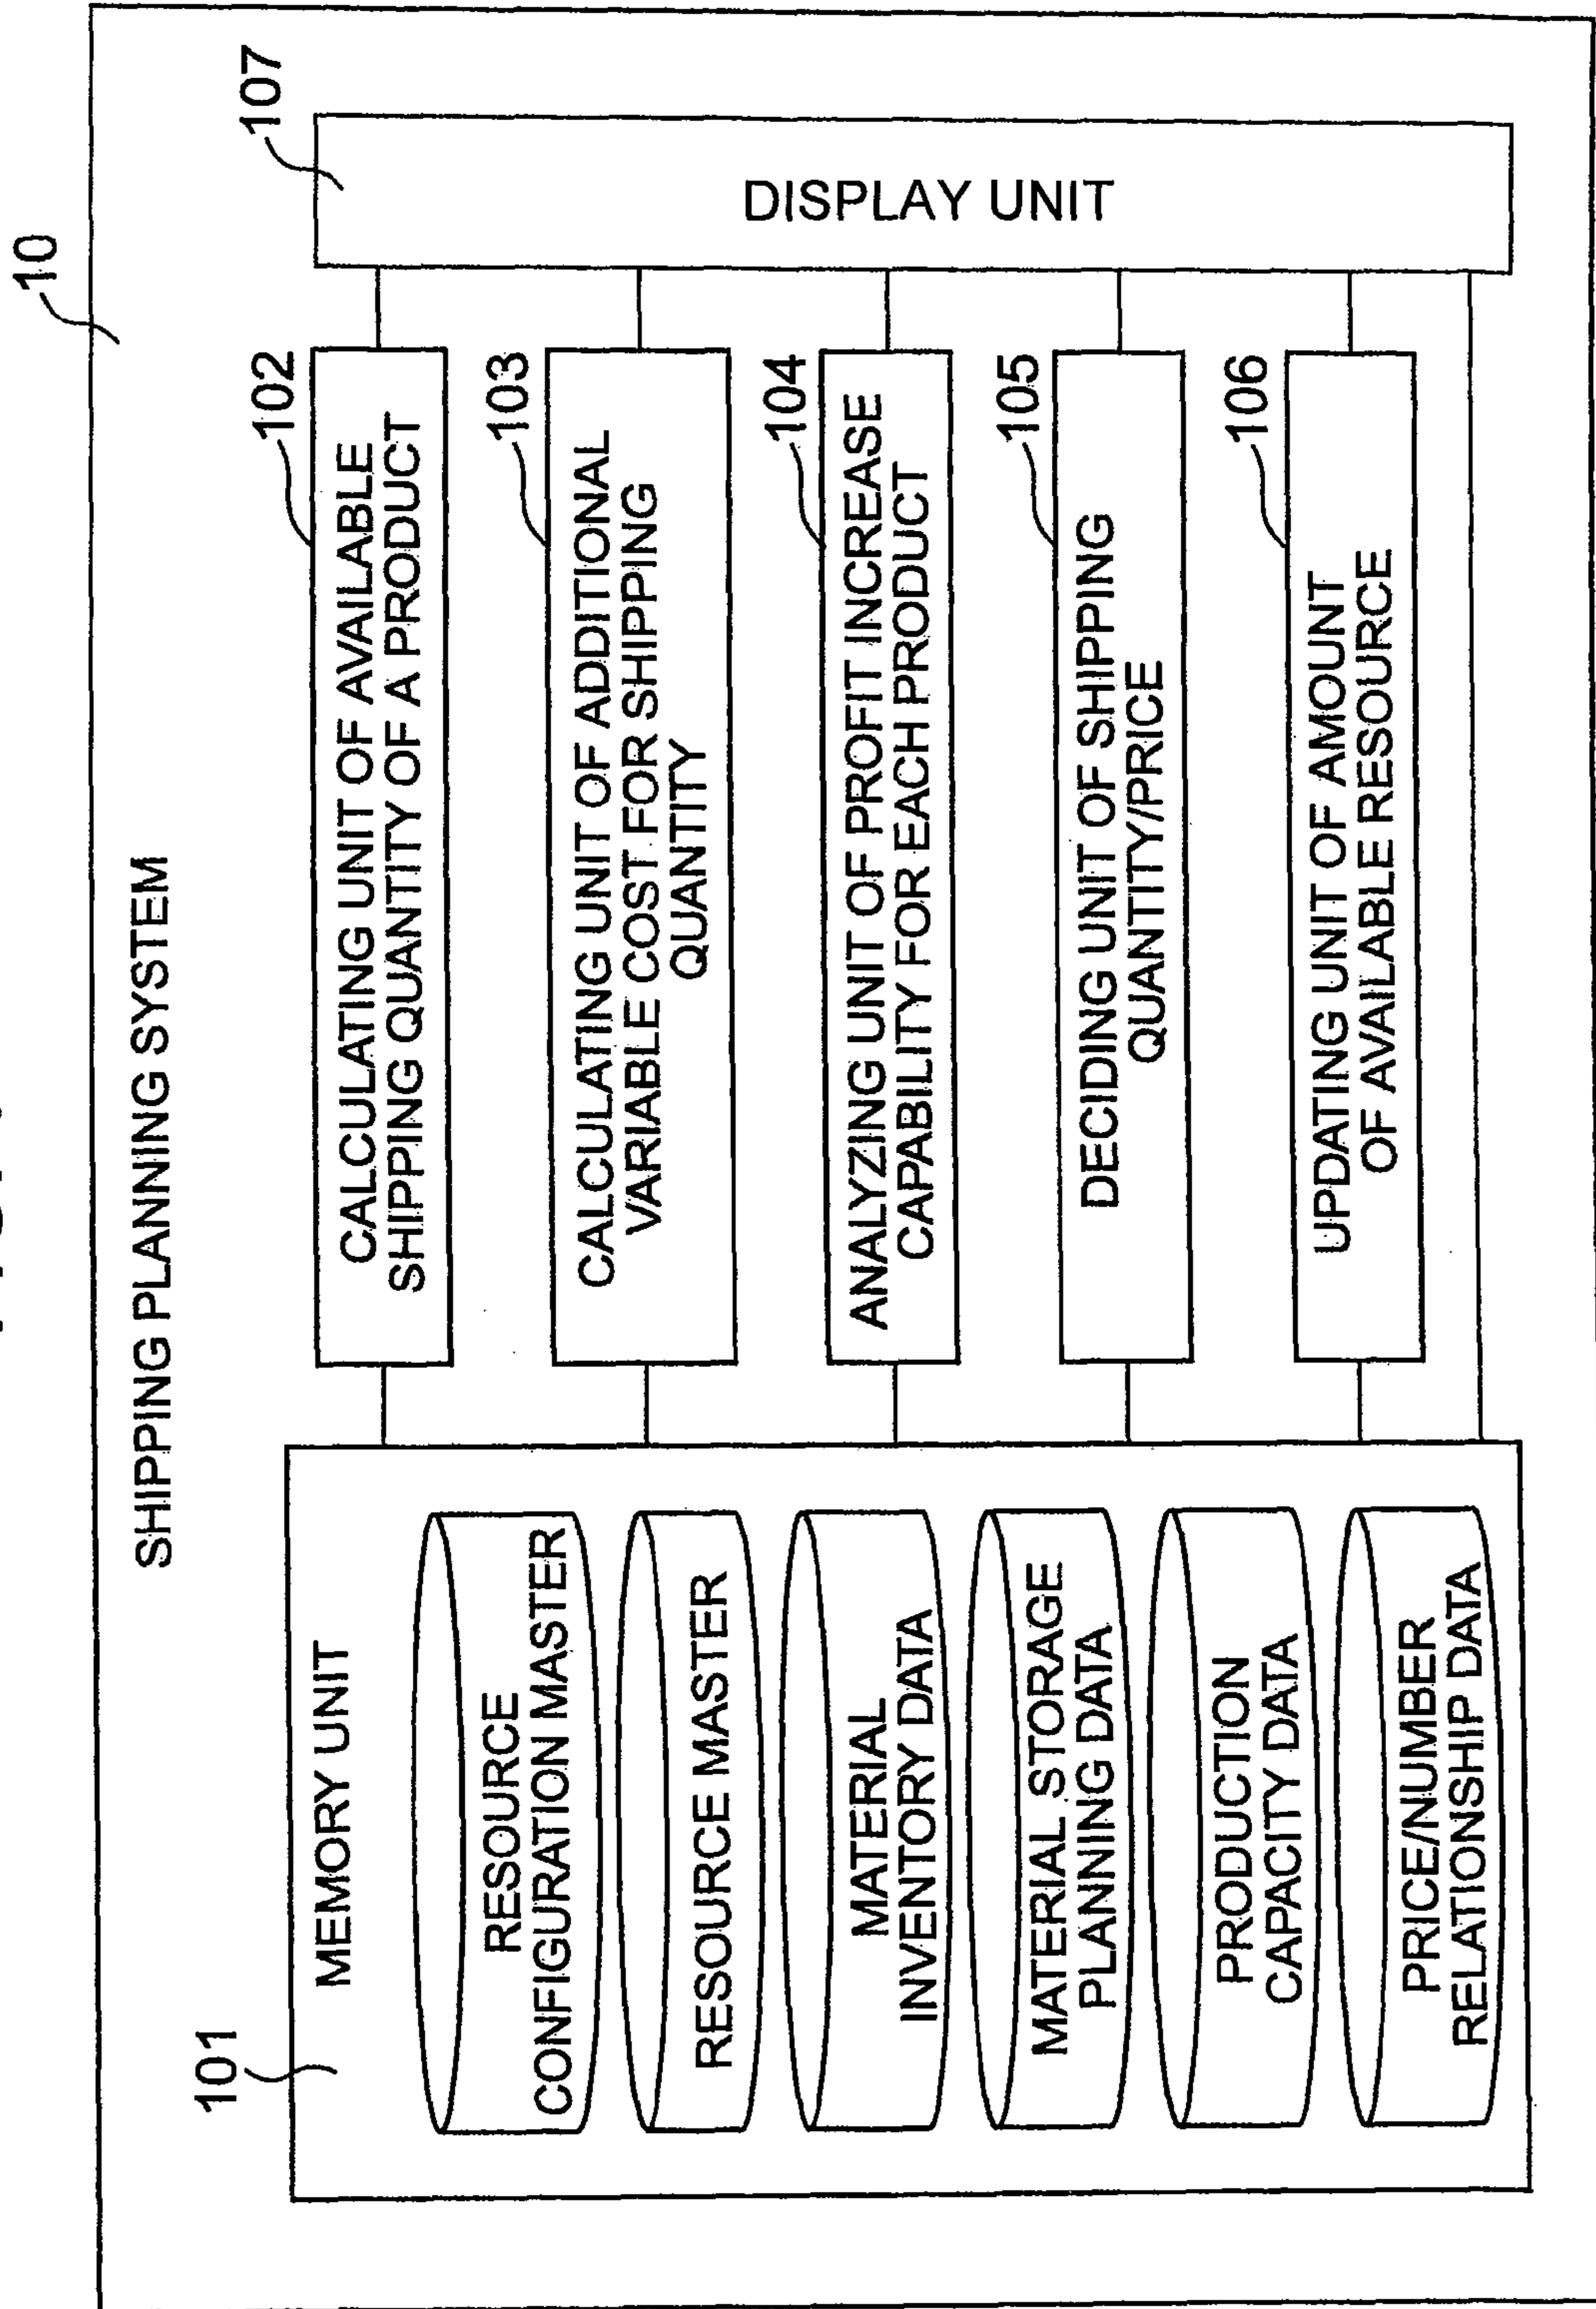 10
SHIPPING PLANNING SYSTEM
101
MEMORY UNIT
RESOURCE
CONFIGURATION MASTER
RESOURCE MASTER
MATERIAL
INVENTORY DATA
MATERIAL STORAGE
PLANNING DATA
PRODUCTION
CAPACITY DATA
PRICE/NUMBER
RELATIONSHIP DATA
102
CALCULATING UNIT OF AVAILABLE
SHIPPING QUANTITY OF A PRODUCT
103
CALCULATING UNIT OF ADDITIONAL
VARIABLE COST FOR SHIPPING
QUANTITY
104
ANALYZING UNIT OF PROFIT INCREASE
CAPABILITY FOR EACH PRODUCT
105
DECIDING UNIT OF SHIPPING
QUANTITY/PRICE
106
UPDATING UNIT OF AMOUNT
OF AVAILABLE RESOURCE
107
DISPLAY UNIT